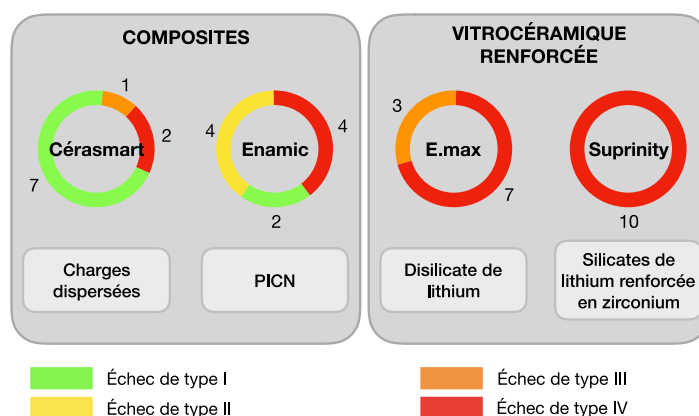 COMPOSITES
1
Cérasmart
2
7
4
Enamic
4
2
Charges
dispersées
PICN
VITROCÉRAMIQUE
RENFORCÉE
3
E.max
7
Suprinity
10
Disilicate de
lithium
Silicates de
lithium renforcée
en zirconium
Échec de type I
Échec de type II
Échec de type III
Échec de type IV